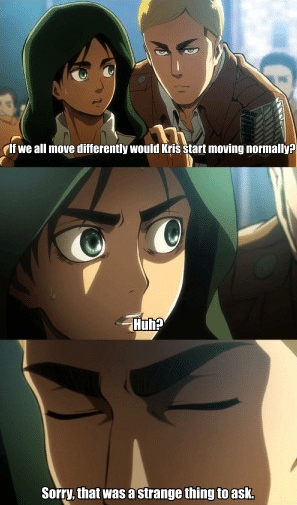 If we all move differently would Kris start moving normally?
Huh?
Sorry, that was a strange thing to ask.